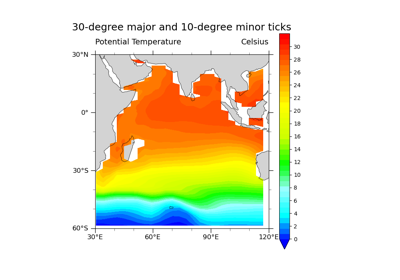 30-degree major and 10-degree minor ticks
Potential Temperature Celsius
30°N
0°
30°S
60°S
30°E 60°E 90°E 120°E
30
28
26
24
22
20
18
16
14
12
10
8
6
4
2
0